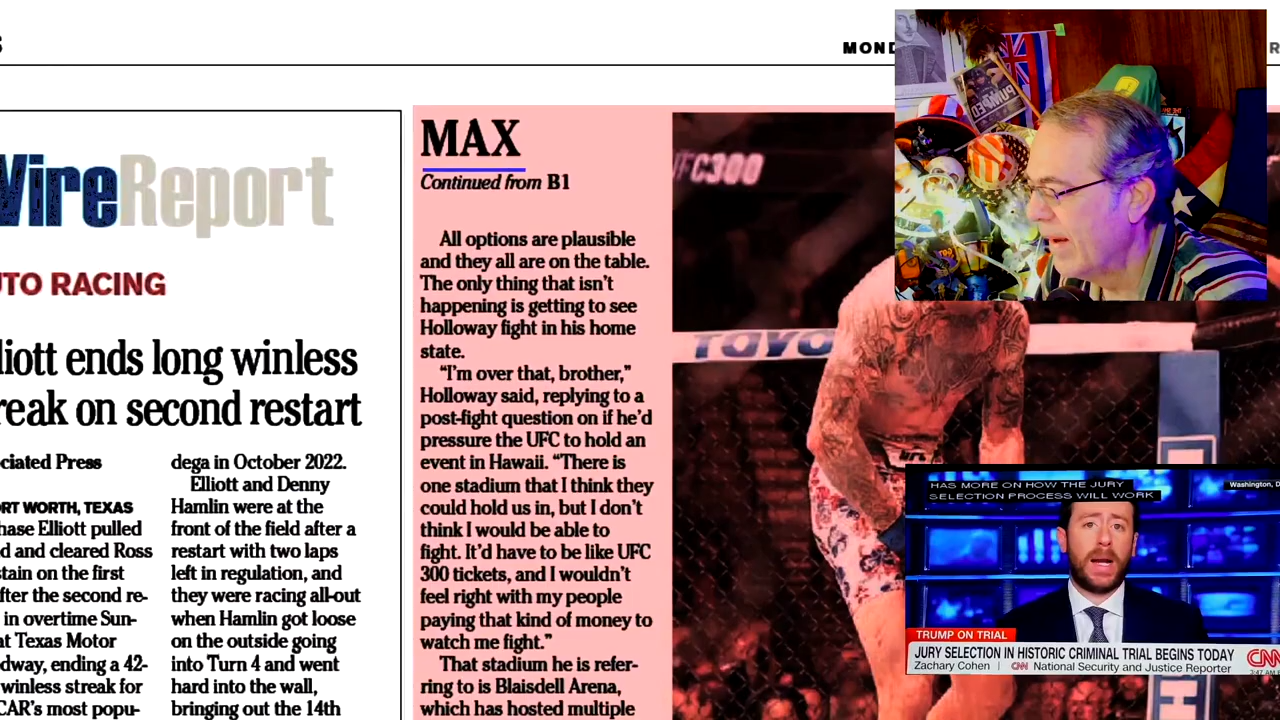 S
MOND
R
WireReport
UTO RACING
liott ends long winless
reak on second restart
ciated Press
ORT WORTH, TEXAS
hase Elliott pulled
d and cleared Ross
stain on the first
fter the second re-
in overtime Sun-
at Texas Motor
dway, ending a 42-
winless streak for
CAR's most popu-
dega in October 2022.
Elliott and Denny
Hamlin were at the
front of the field after a
restart with two laps
left in regulation, and
they were racing all-out
when Hamlin got loose
on the outside going
into Turn 4 and went
hard into the wall,
bringing out the 14th
MAX
Continued from B1
All options are plausible
and they all are on the table.
The only thing that isn't
happening is getting to see
Holloway fight in his home
state.
"I'm over that, brother,"
Holloway said, replying to a
post-fight question on if he'd
pressure the UFC to hold an
event in Hawaii. "There is
one stadium that I think they
could hold us in, but I don't
think I would be able to
fight. It'd have to be like UFC
300 tickets, and I wouldn't
feel right with my people
paying that kind of money to
watch me fight."
That stadium he is refer-
ring to is Blaisdell Arena,
which has hosted multiple
UFC300
TOYO
UFC
PUMPED
HAS MORE ON HOW THE JURY
SELECTION PROCESS WILL WORK
Washington, D
TRUMP ON TRIAL
JURY SELECTION IN HISTORIC CRIMINAL TRIAL BEGINS TODAY
Zachary Cohen | CNN National Security and Justice Reporter
CNN
3:47 AM